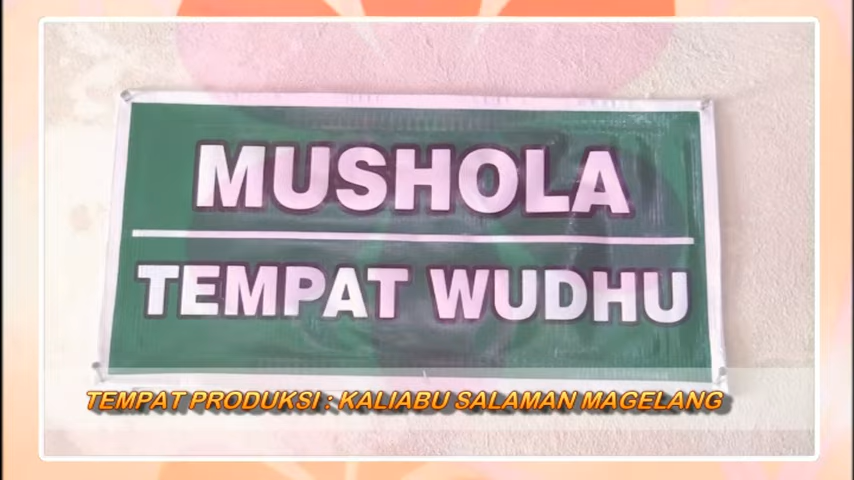 MUSHOLA
TEMPAT WUDHU
TEMPAT PRODUKSI : KALIABU SALAMAN MAGELANG